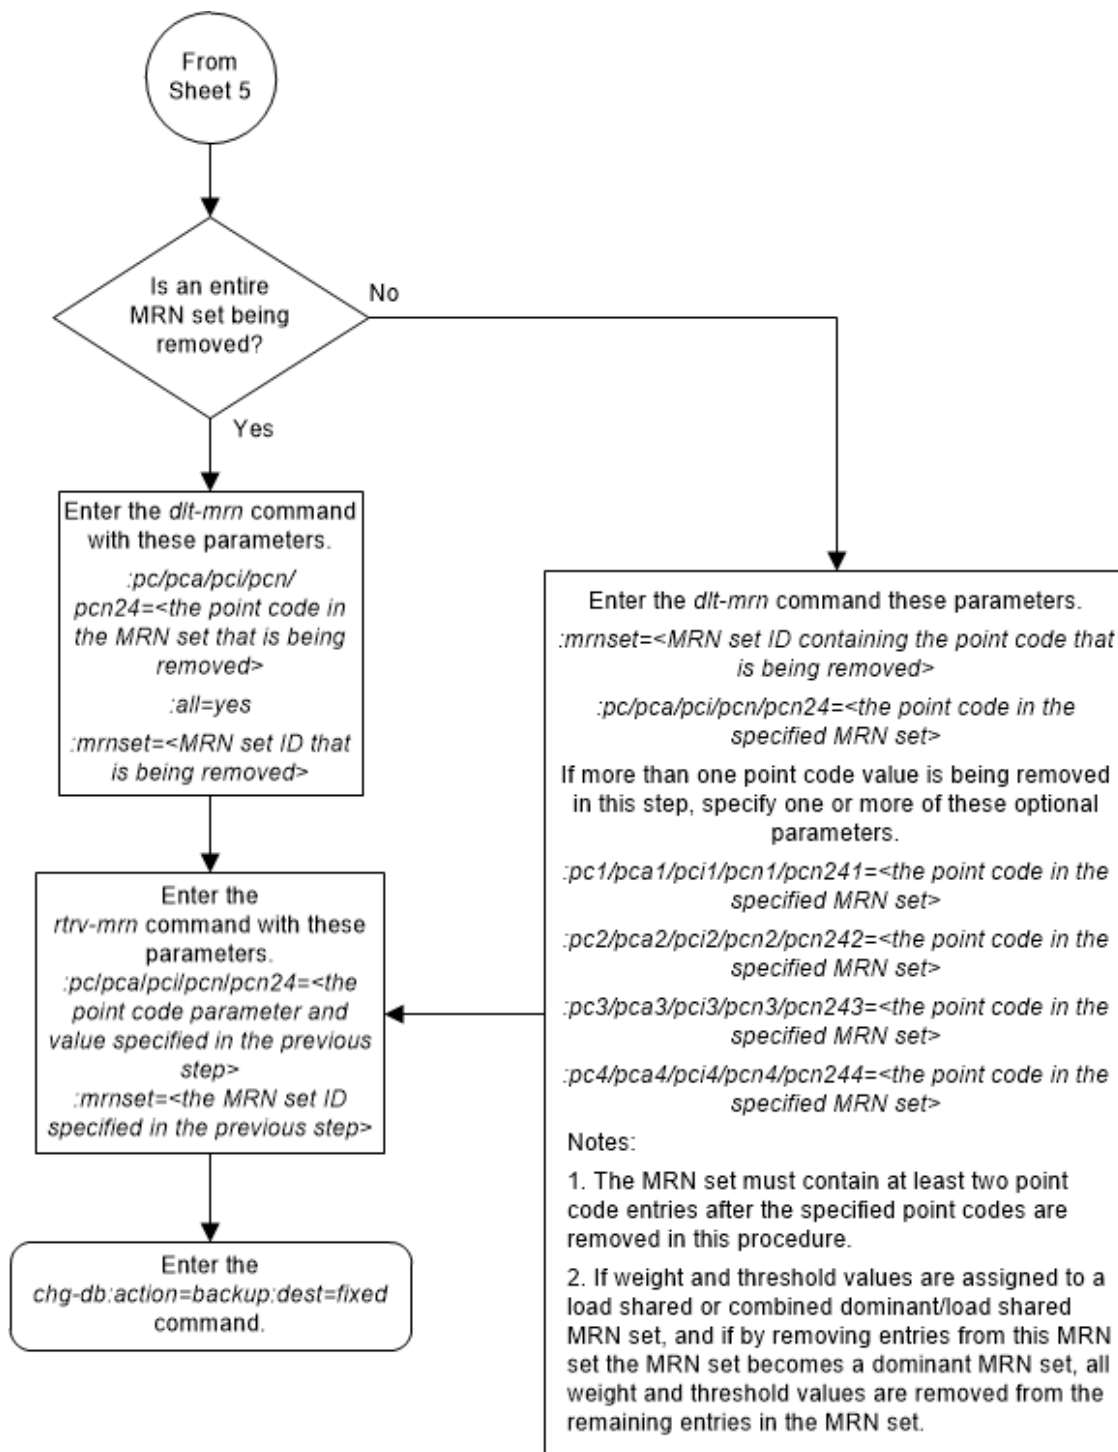 From
Sheet 5
Is an entire
MRN set being
removed?
No
Yes
Enter the dlt-mrn command
with these parameters.
:pc/pca/pci/pcn/
pcn24=<the point code in
the MRN set that is being
removed>
:all=yes
:mrnset=<MRN set ID that
is being removed>
Enter the
rtrv-mrn command with these
parameters.
:pc/pca/pci/pcn/pcn24=<the
point code parameter and
value specified in the previous
step>
:mrnset=<the MRN set ID
specified in the previous step>
Enter the
chg-db:action=backup:dest=fixed
command.
Enter the dlt-mrn command these parameters.
:mrnset=<MRN set ID containing the point code that
is being removed>
:pc/pca/pci/pcn/pcn24=<the point code in the
specified MRN set>
If more than one point code value is being removed
in this step, specify one or more of these optional
parameters.
:pc1/pca1/pci1/pcn1/pcn241=<the point code in the
specified MRN set>
:pc2/pca2/pci2/pcn2/pcn242=<the point code in the
specified MRN set>
:pc3/pca3/pci3/pcn3/pcn243=<the point code in the
specified MRN set>
:pc4/pca4/pci4/pcn4/pcn244=<the point code in the
specified MRN set>
Notes:
1. The MRN set must contain at least two point
code entries after the specified point codes are
removed in this procedure.
2. If weight and threshold values are assigned to a
load shared or combined dominant/load shared
MRN set, and if by removing entries from this MRN
set the MRN set becomes a dominant MRN set, all
weight and threshold values are removed from the
remaining entries in the MRN set.